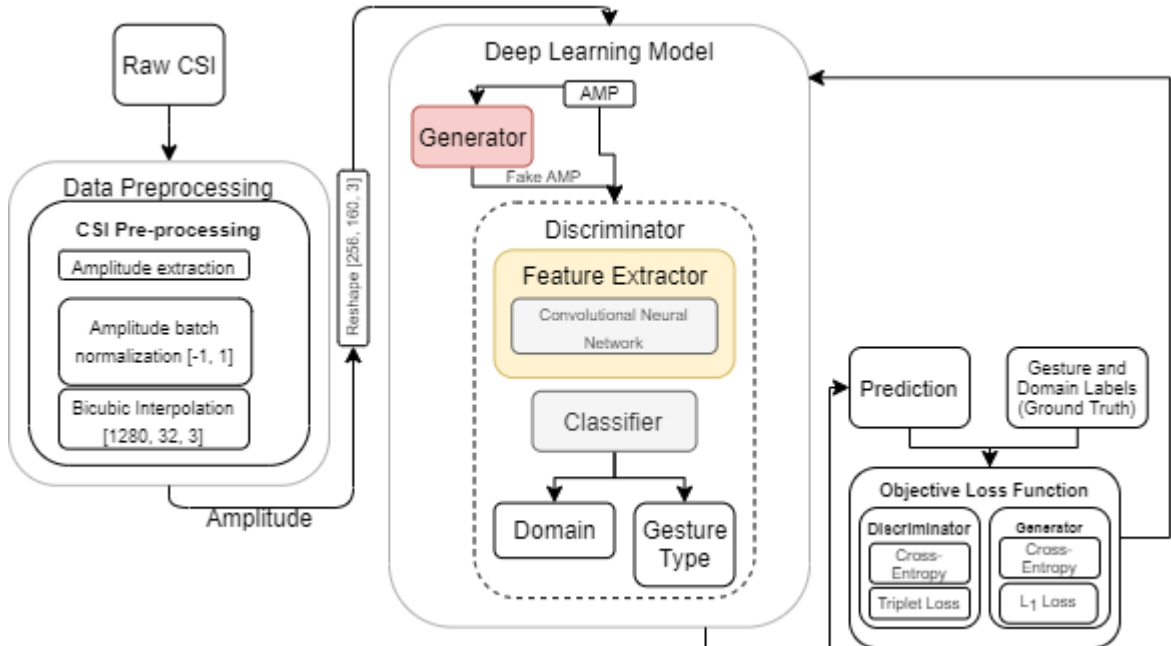 Raw CSI
Data Preprocessing
CSI Pre-processing
Amplitude extraction
Amplitude batch
normalization [-1, 1]
Bicubic Interpolation
[1280, 32, 3]
Amplitude
Reshape [256, 160, 3]
Deep Learning Model
AMP
Generator
Fake AMP
Discriminator
Feature Extractor
Convolutional Neural
Network
Classifier
Domain
Gesture
Type
Prediction
Gesture and
Domain Labels
(Ground Truth)
Objective Loss Function
Discriminator
Cross-
Entropy
Triplet Loss
Generator
Cross-
Entropy
L1 Loss